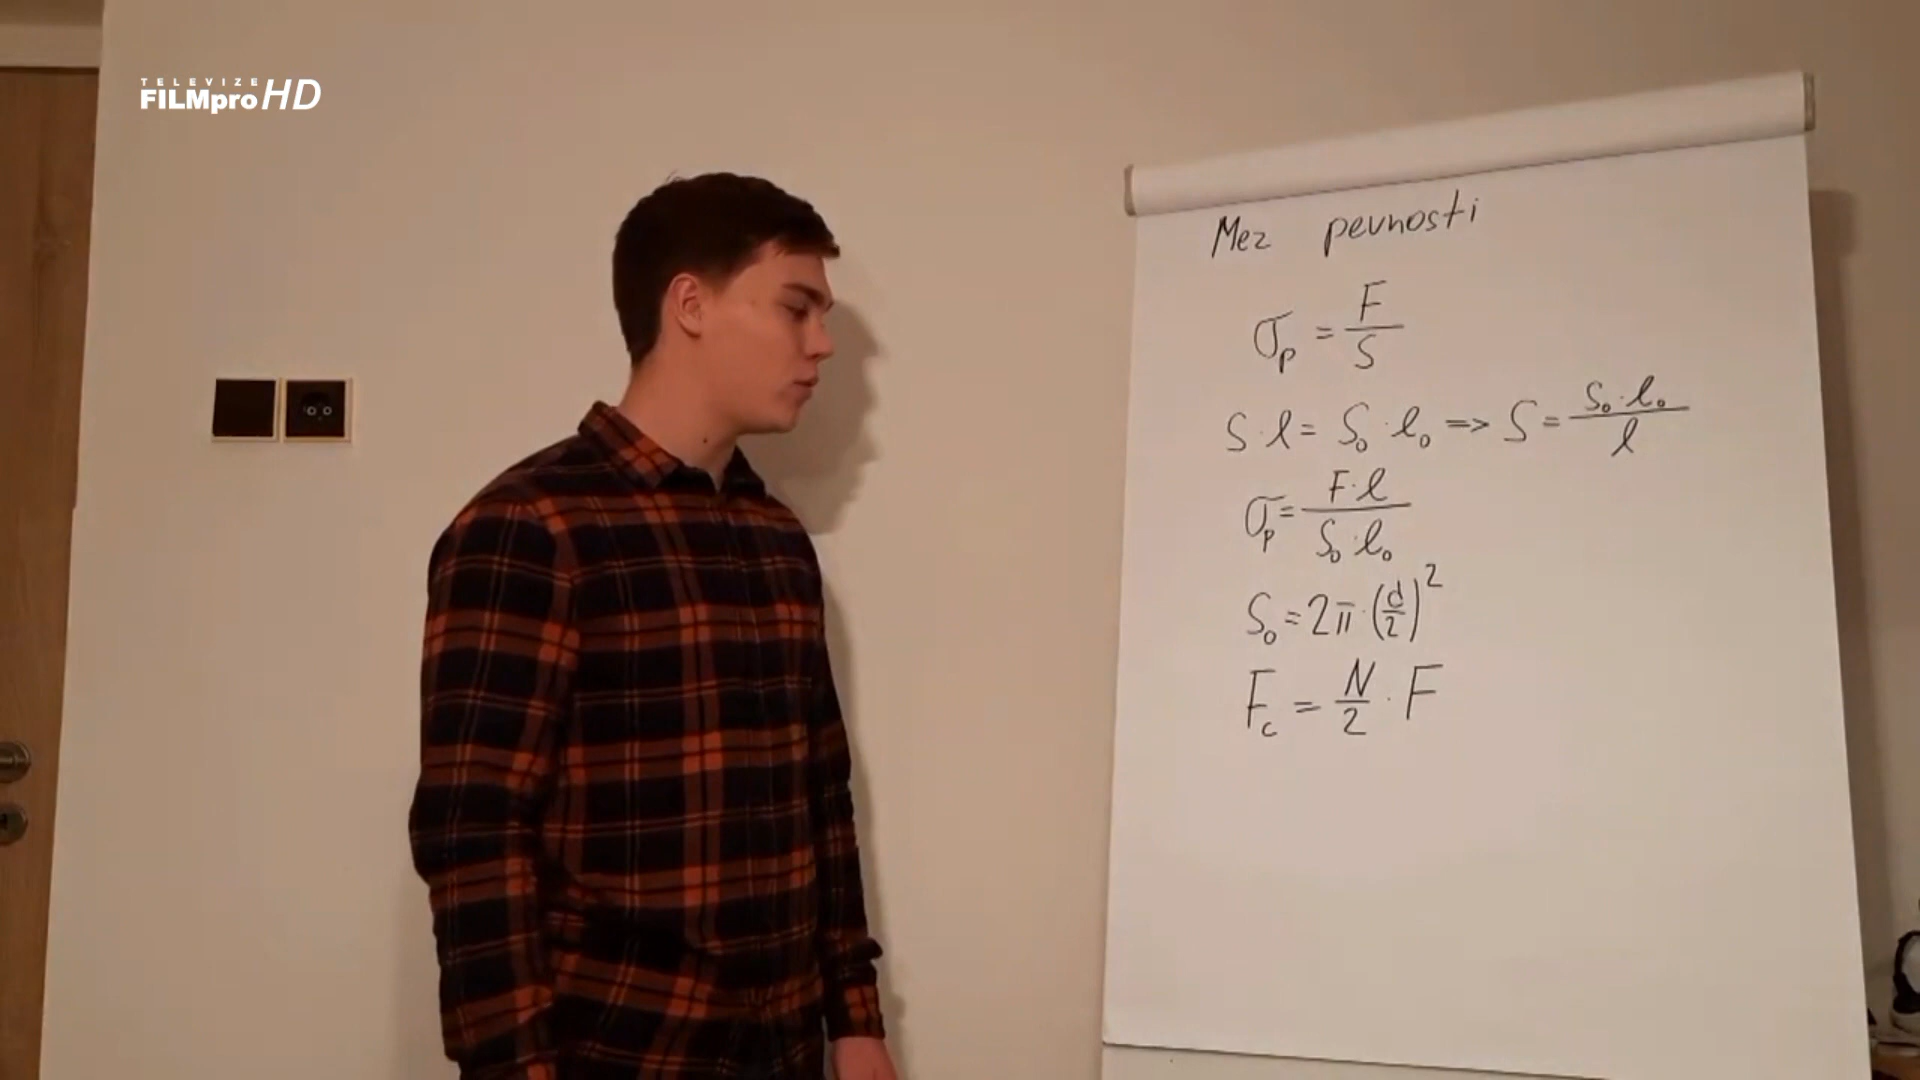 TELEVIZE
FILMpro HD
Mez pevnosti
σp = F/S
S·l = S₀·l₀ => S = S₀·l₀/l
σp = F·l/S₀·l₀
S₀ = 2π·(d/2)²
Fc = N/2 · F